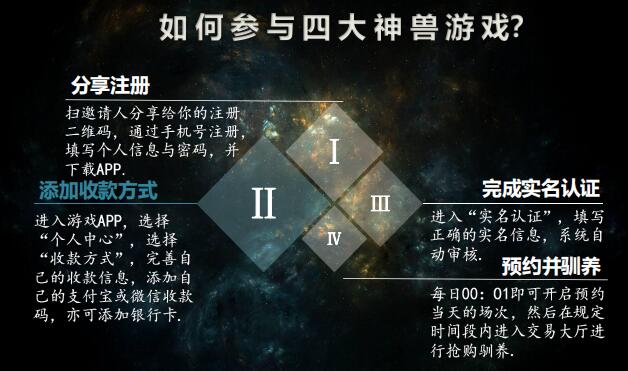 如何参与四大神兽游戏?
分享注册
扫邀请人分享给你的注册
二维码，通过手机号注册，
填写个人信息与密码，并
下载APP.
添加收款方式
进入游戏APP，选择
“个人中心”，选择
“收款方式”，完善自
己的收款信息，添加自
己的支付宝或微信收款
码，亦可添加银行卡.
I
II
III
IV
完成实名认证
进入“实名认证”，填写
正确的实名信息，系统自
动审核.
预约并驯养
每日00：01即可开启预约
当天的场次，然后在规定
时间段内进入交易大厅进
行抢购驯养.